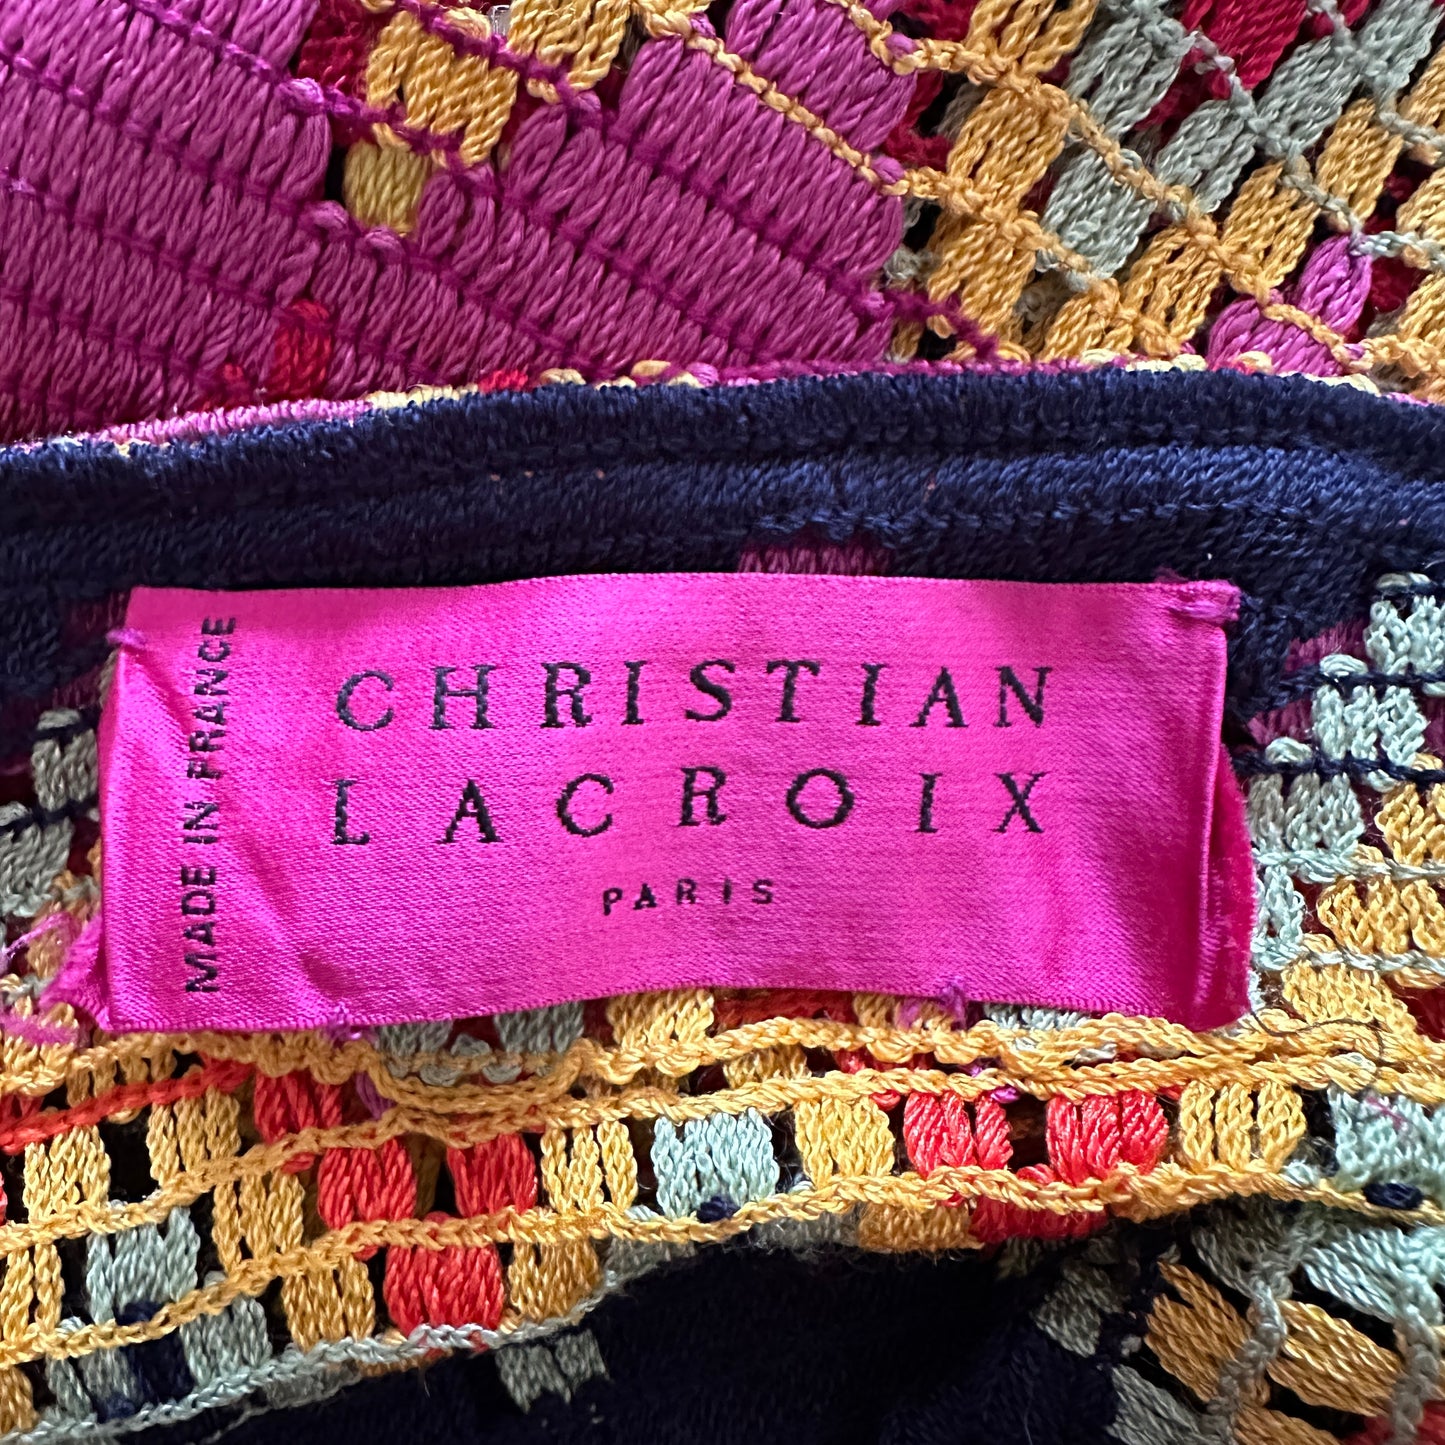 MADE IN FRANCE
CHRISTIAN
LACROIX
PARIS